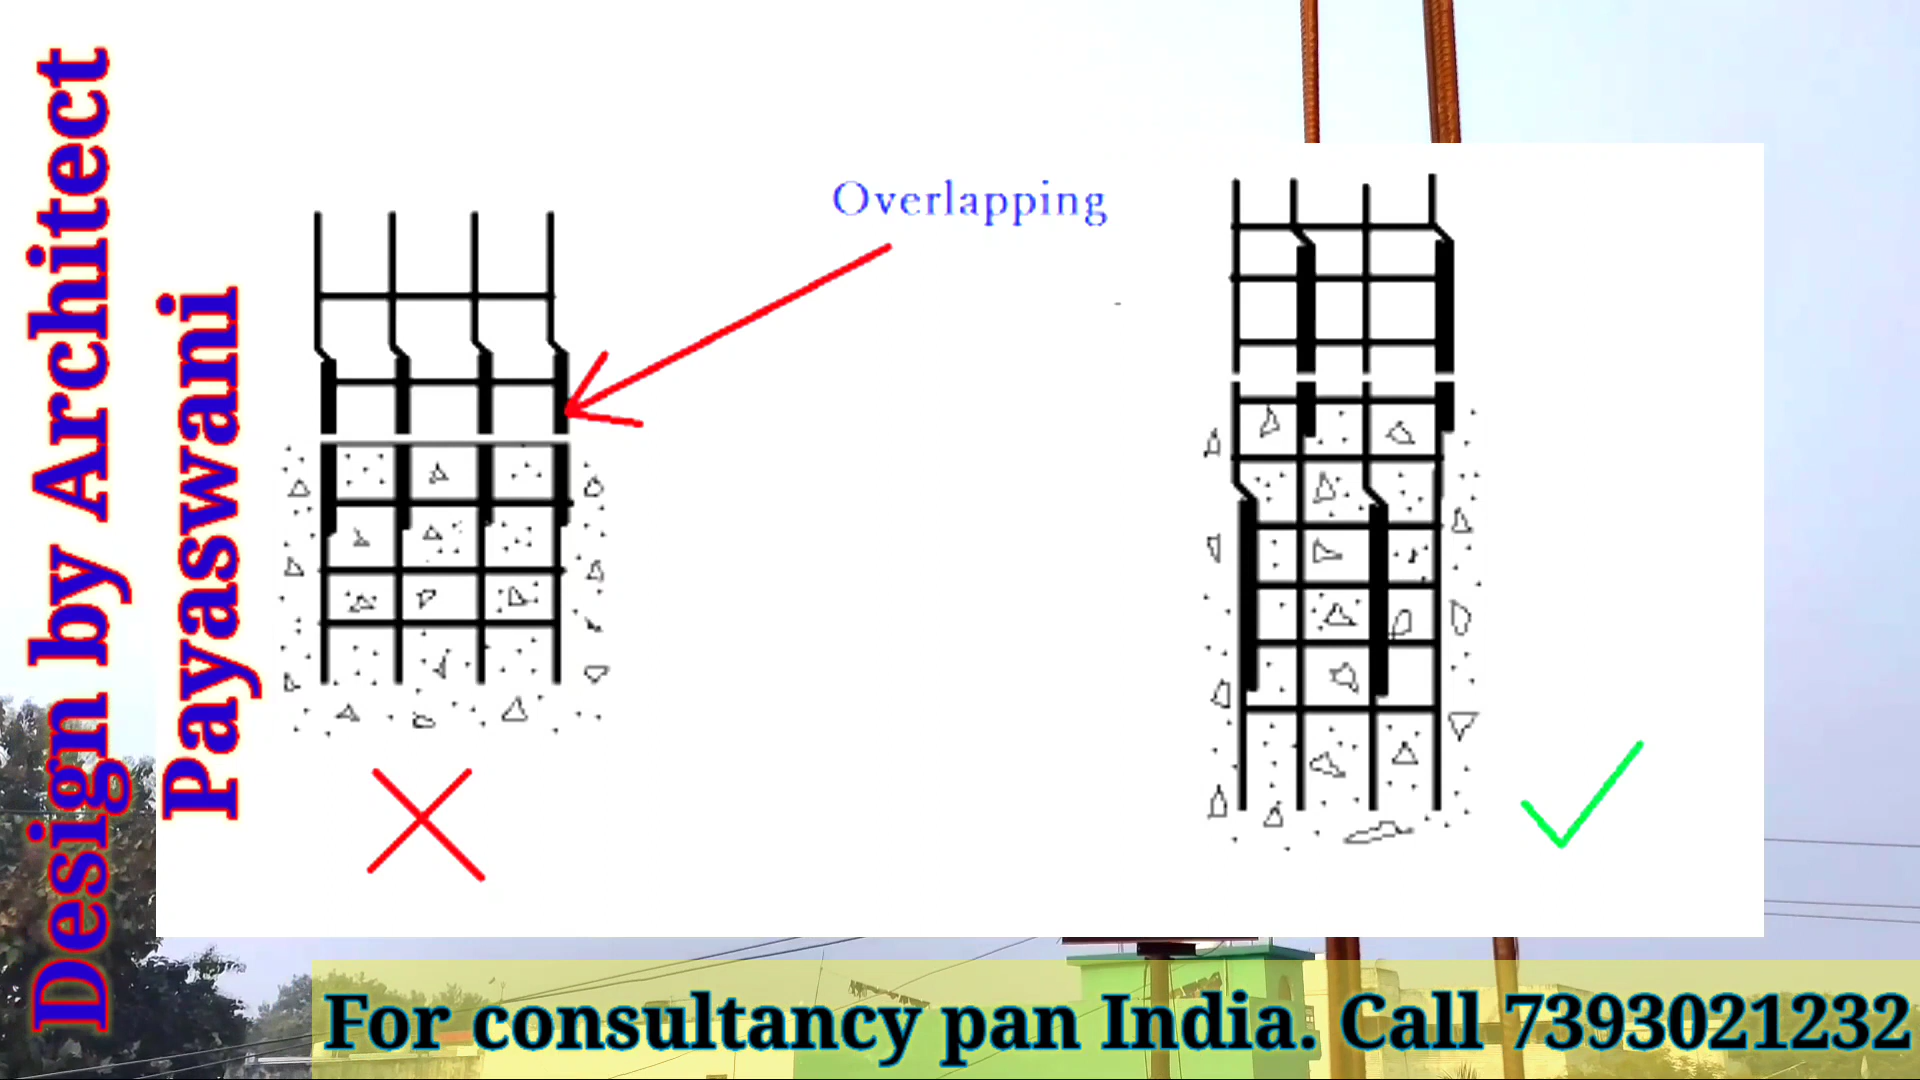 Design by Architect
Payaswani
Overlapping
For consultancy pan India. Call 7393021232